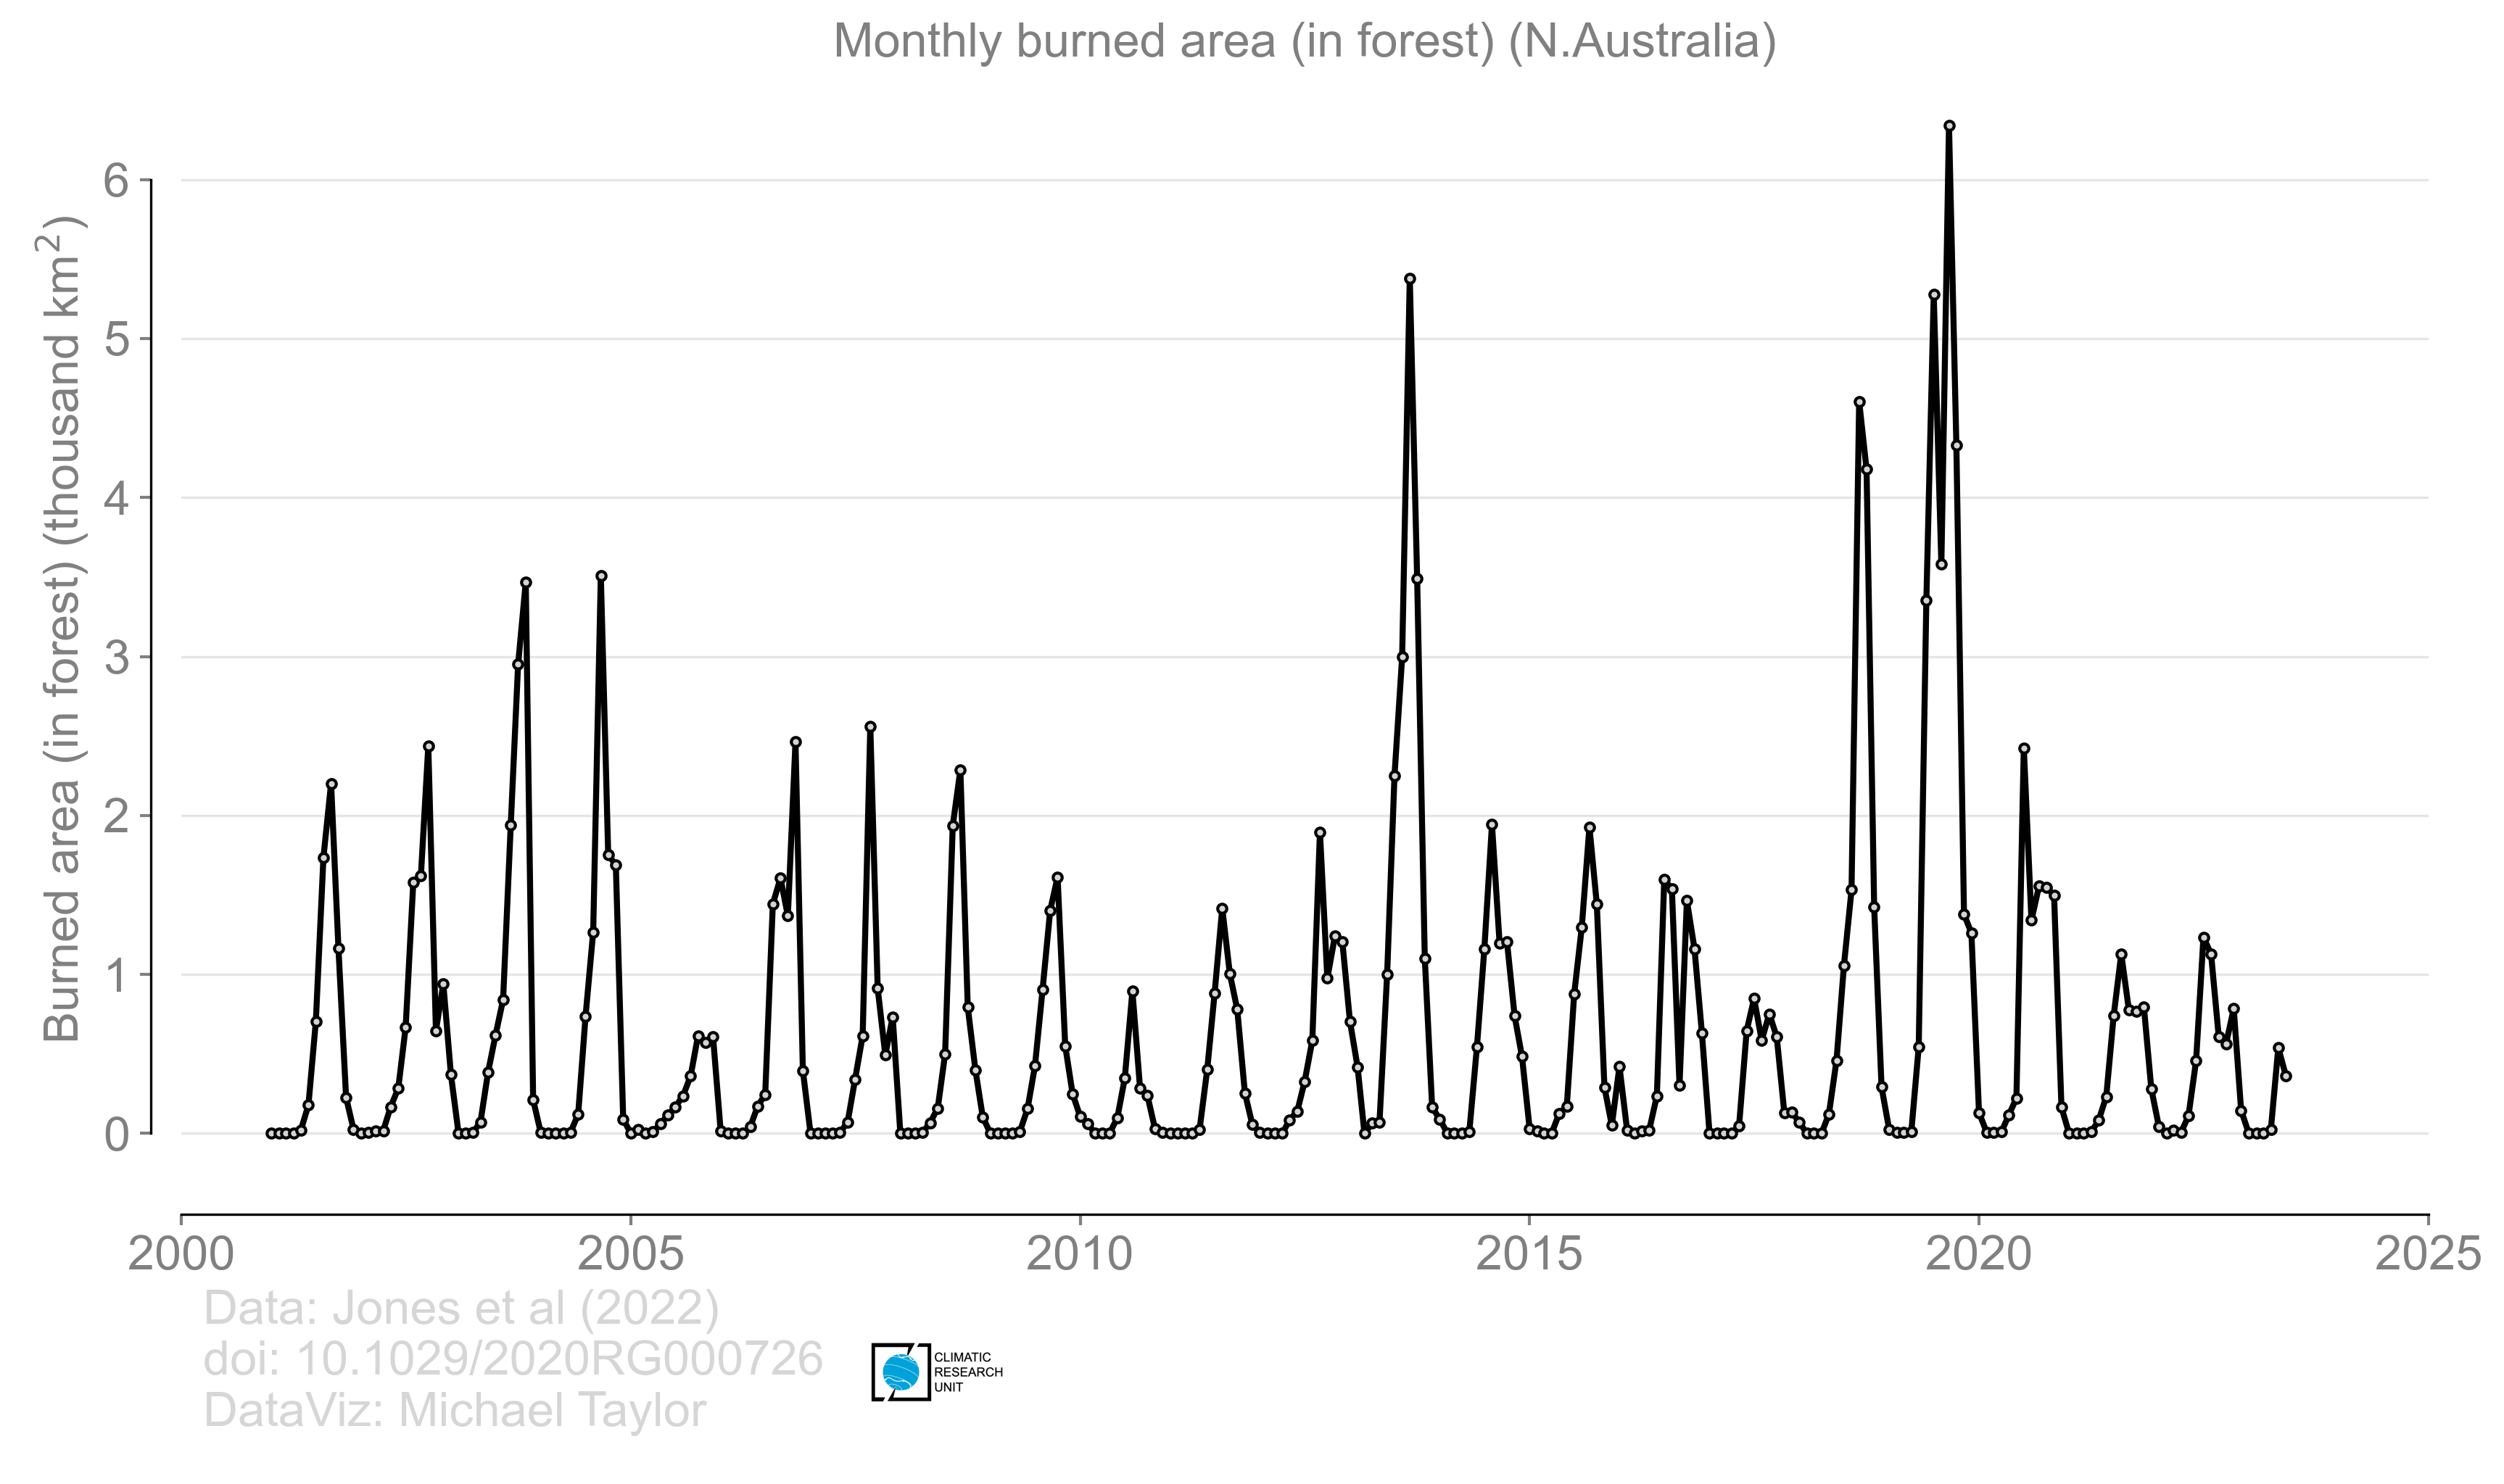 Monthly burned area (in forest) (N.Australia)
Burned area (in forest) (thousand km²)
6
5
4
3
2
1
0
2000
2005
2010
2015
2020
2025
Data: Jones et al (2022)
doi: 10.1029/2020RG000726
DataViz: Michael Taylor
CLIMATIC
RESEARCH
UNIT